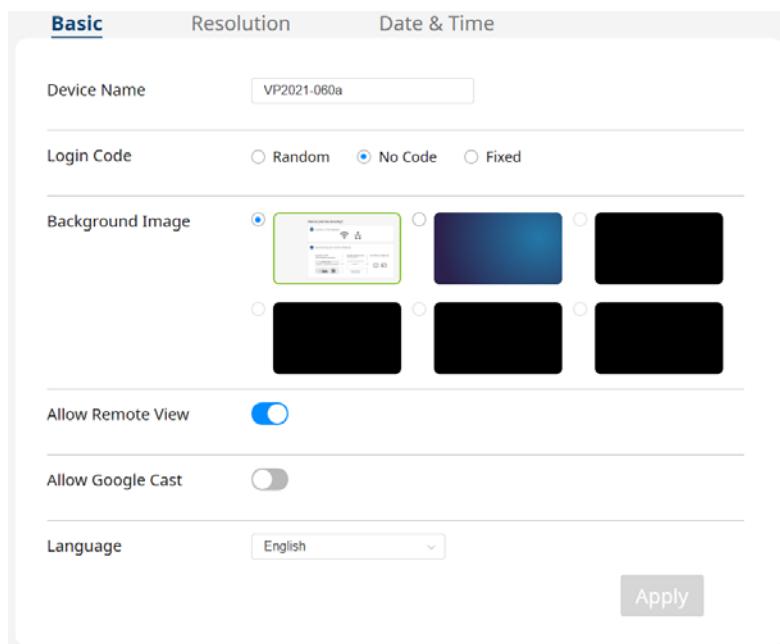 Basic Resolution Date & Time
Device Name VP2021-060a
Login Code Random No Code Fixed
Background Image
Allow Remote View
Allow Google Cast
Language English
Apply